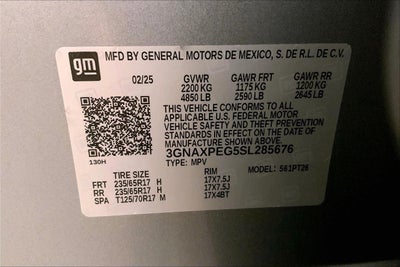 gm
MFD BY GENERAL MOTORS DE MEXICO, S. DE R.L. DE C.V.
02/25 GVWR GAWR FRT GAWR RR
2200 KG 1175 KG 1200 KG
4850 LB 2590 LB 2645 LB
THIS VEHICLE CONFORMS TO ALL
APPLICABLE U.S. FEDERAL MOTOR
VEHICLE SAFETY AND THEFT PREVENTION
STANDARDS IN EFFECT ON THE DATE OF
MANUFACTURE SHOWN ABOVE.
3GNAXPEG5SL285676
130H TYPE: MPV MODEL: 561PT26
TIRE SIZE RIM
FRT 235/65R17 H 17X7.5J
RR 235/65R17 H 17X7.5J
SPA T125/70R17 M 17X4BT